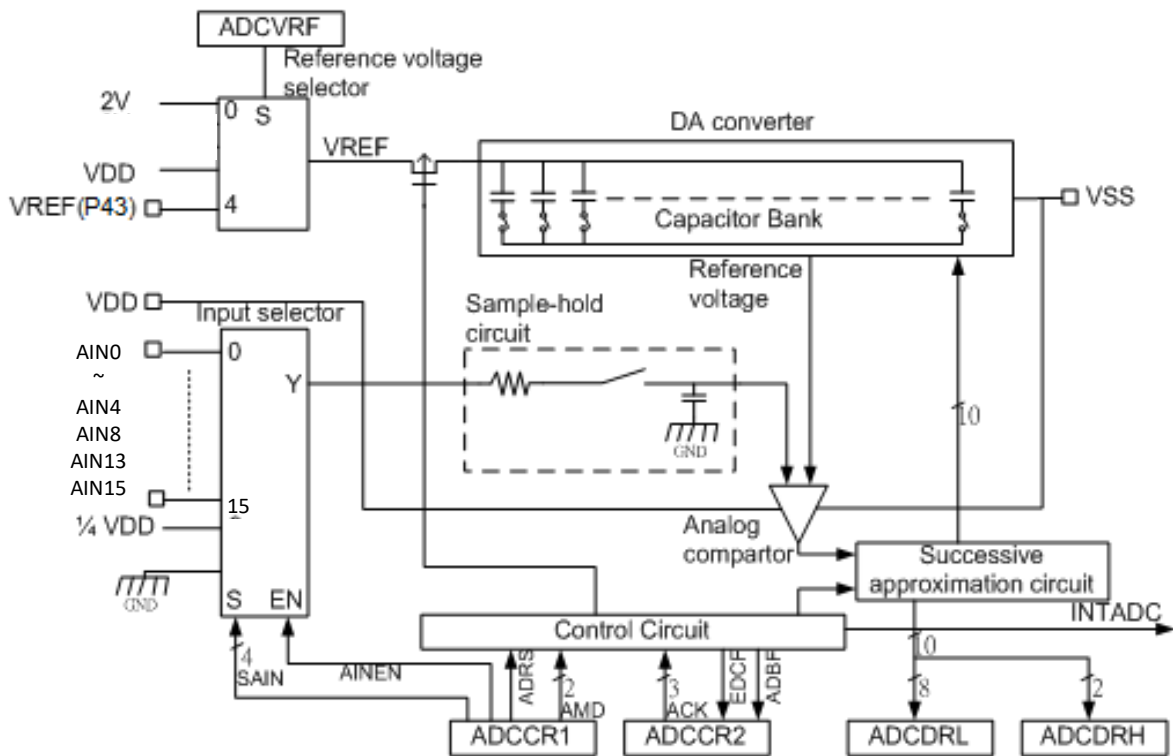 ADCVRF
Reference voltage
selector
2V
0
S
VDD
VREF
VREF(P43)
4
DA converter
Capacitor Bank
VSS
VDD
Input selector
Reference
voltage
Sample-hold
circuit
AIN0
~
AIN4
AIN8
AIN13
AIN15
0
Y
15
¼ VDD
GND
S
EN
GND
10
Analog
compartor
Successive
approximation circuit
Control Circuit
INTADC
4
SAIN
AINEN
ADRS
2
AMD
3
ACK
EDCF
ADBF
10
8
2
ADCCR1
ADCCR2
ADCDRL
ADCDRH